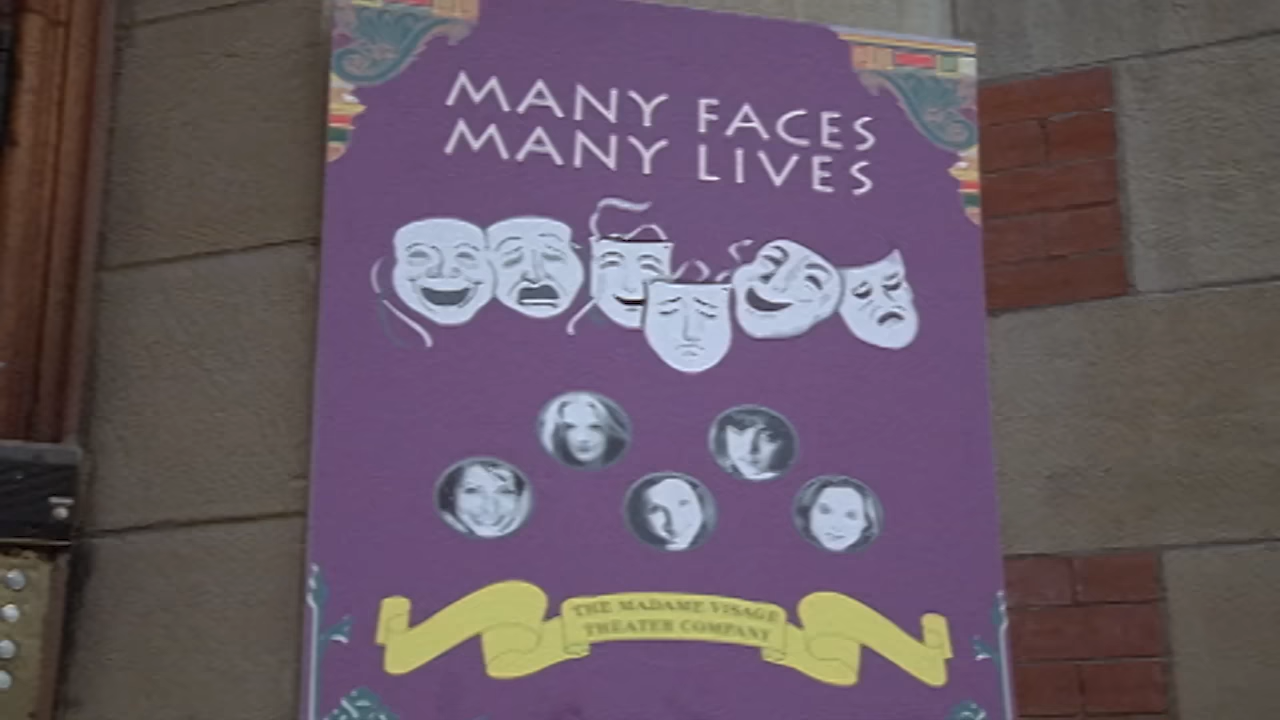 MANY FACES
MANY LIVES
THE MADAME VISAGE
THEATER COMPANY